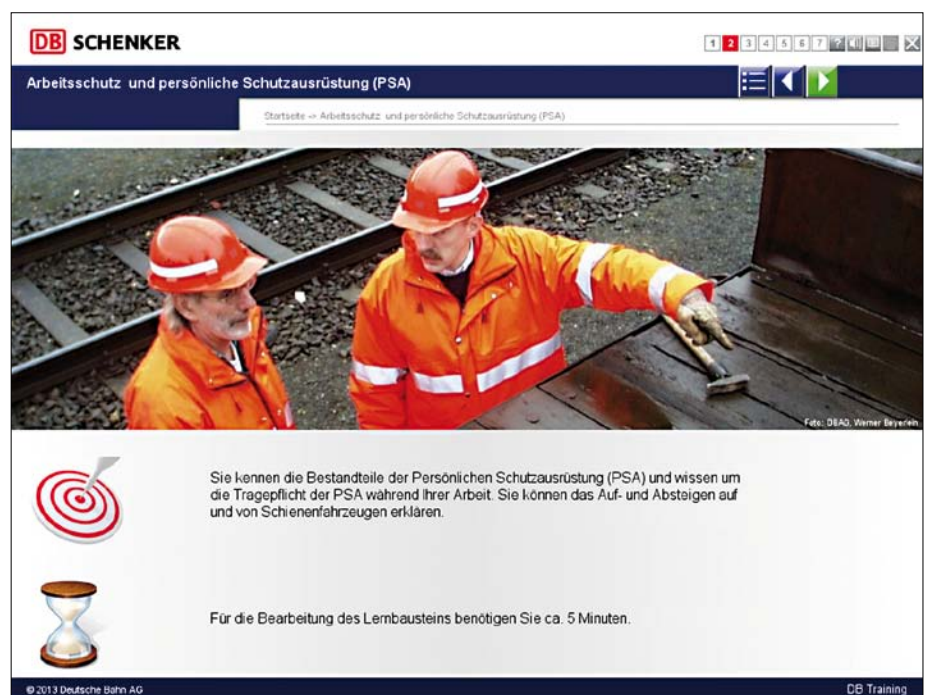 DB SCHENKER
1 2 3 4 5 6 7 ?
Arbeitsschutz und persönliche Schutzausrüstung (PSA)
Startseite -> Arbeitsschutz und persönliche Schutzausrüstung (PSA)
Foto: DBAG, Werner Beyerlein
Sie kennen die Bestandteile der Persönlichen Schutzausrüstung (PSA) und wissen um
die Tragepflicht der PSA während Ihrer Arbeit. Sie können das Auf- und Absteigen auf
und von Schienenfahrzeugen erklären.
Für die Bearbeitung des Lernbausteins benötigen Sie ca. 5 Minuten.
© 2013 Deutsche Bahn AG
DB Training